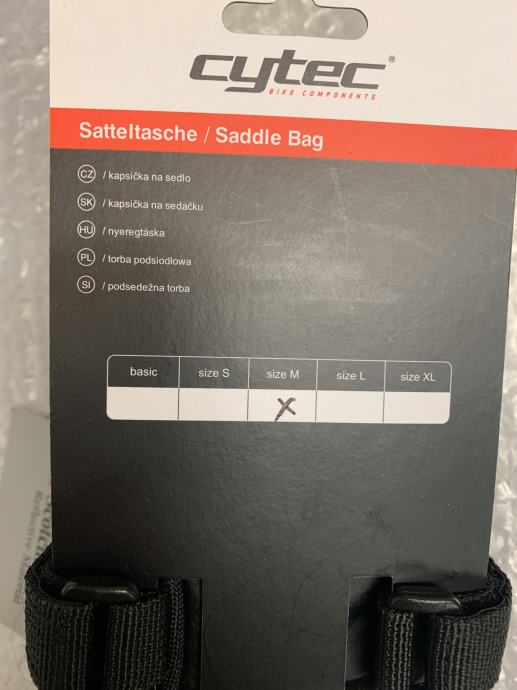 cytec®
BIKE COMPONENTS
Satteltasche / Saddle Bag
CZ / kapsička na sedlo
SK / kapsička na sedačku
HU / nyeregtáska
PL / torba podsiodłowa
SI / podsedežna torba
basic size S size M size L size XL
X